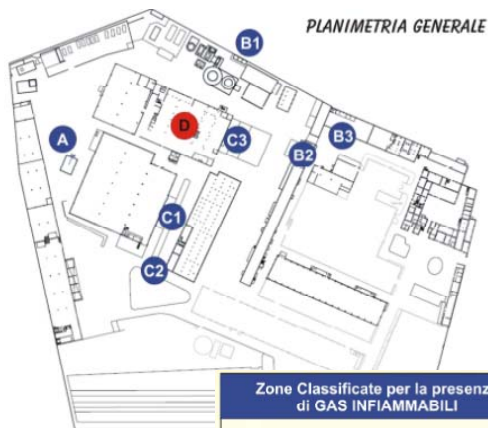 PLANIMETRIA GENERALE
B1
D
B3
A
C3
B2
C1
C2
Zone Classificate per la presenz
di GAS INFIAMMABILI